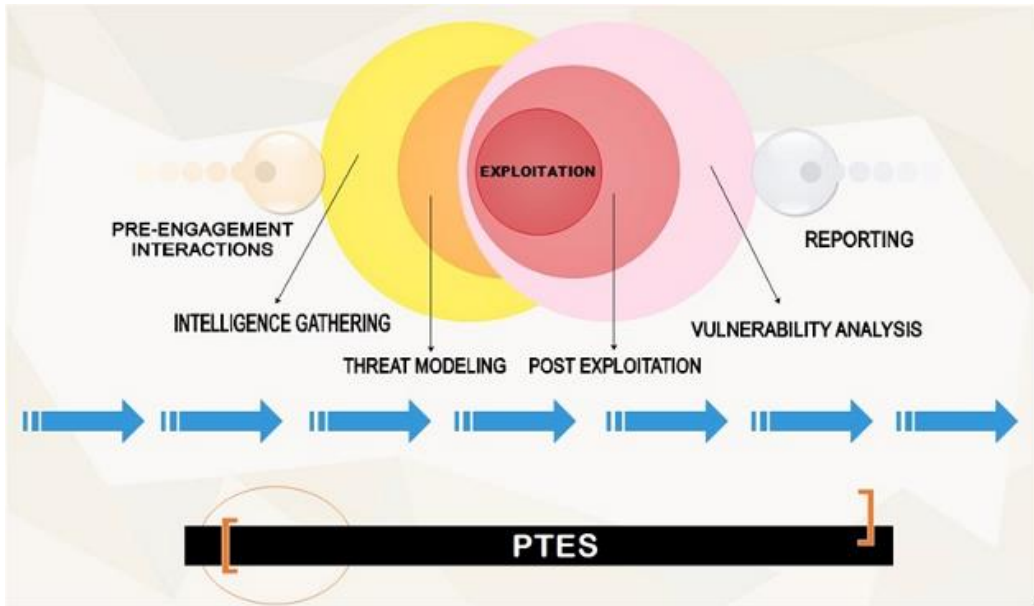 EXPLOITATION
PRE-ENGAGEMENT
INTERACTIONS
REPORTING
INTELLIGENCE GATHERING
VULNERABILITY ANALYSIS
THREAT MODELING
POST EXPLOITATION
PTES